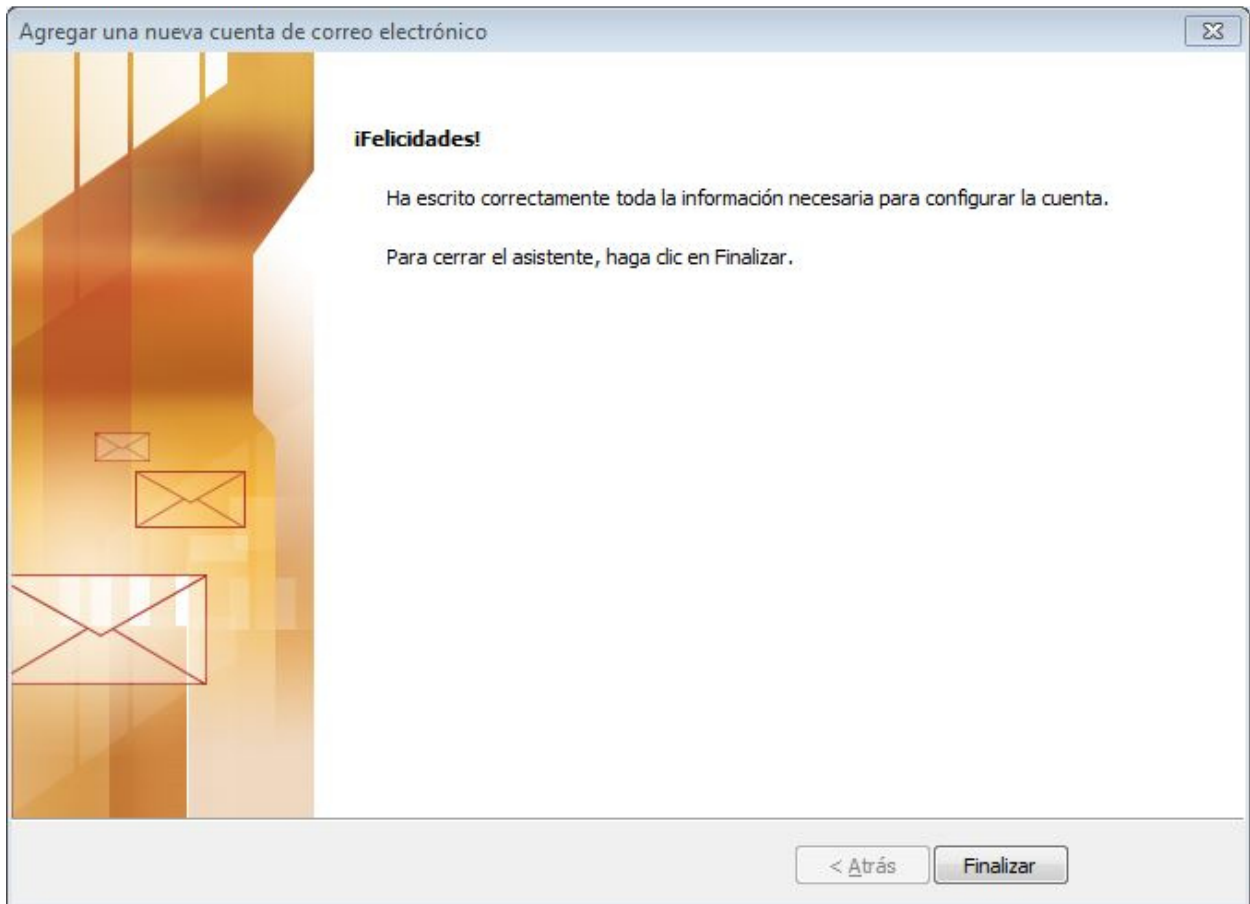 Agregar una nueva cuenta de correo electrónico
¡Felicidades!
Ha escrito correctamente toda la información necesaria para configurar la cuenta.
Para cerrar el asistente, haga clic en Finalizar.
< Atrás
Finalizar